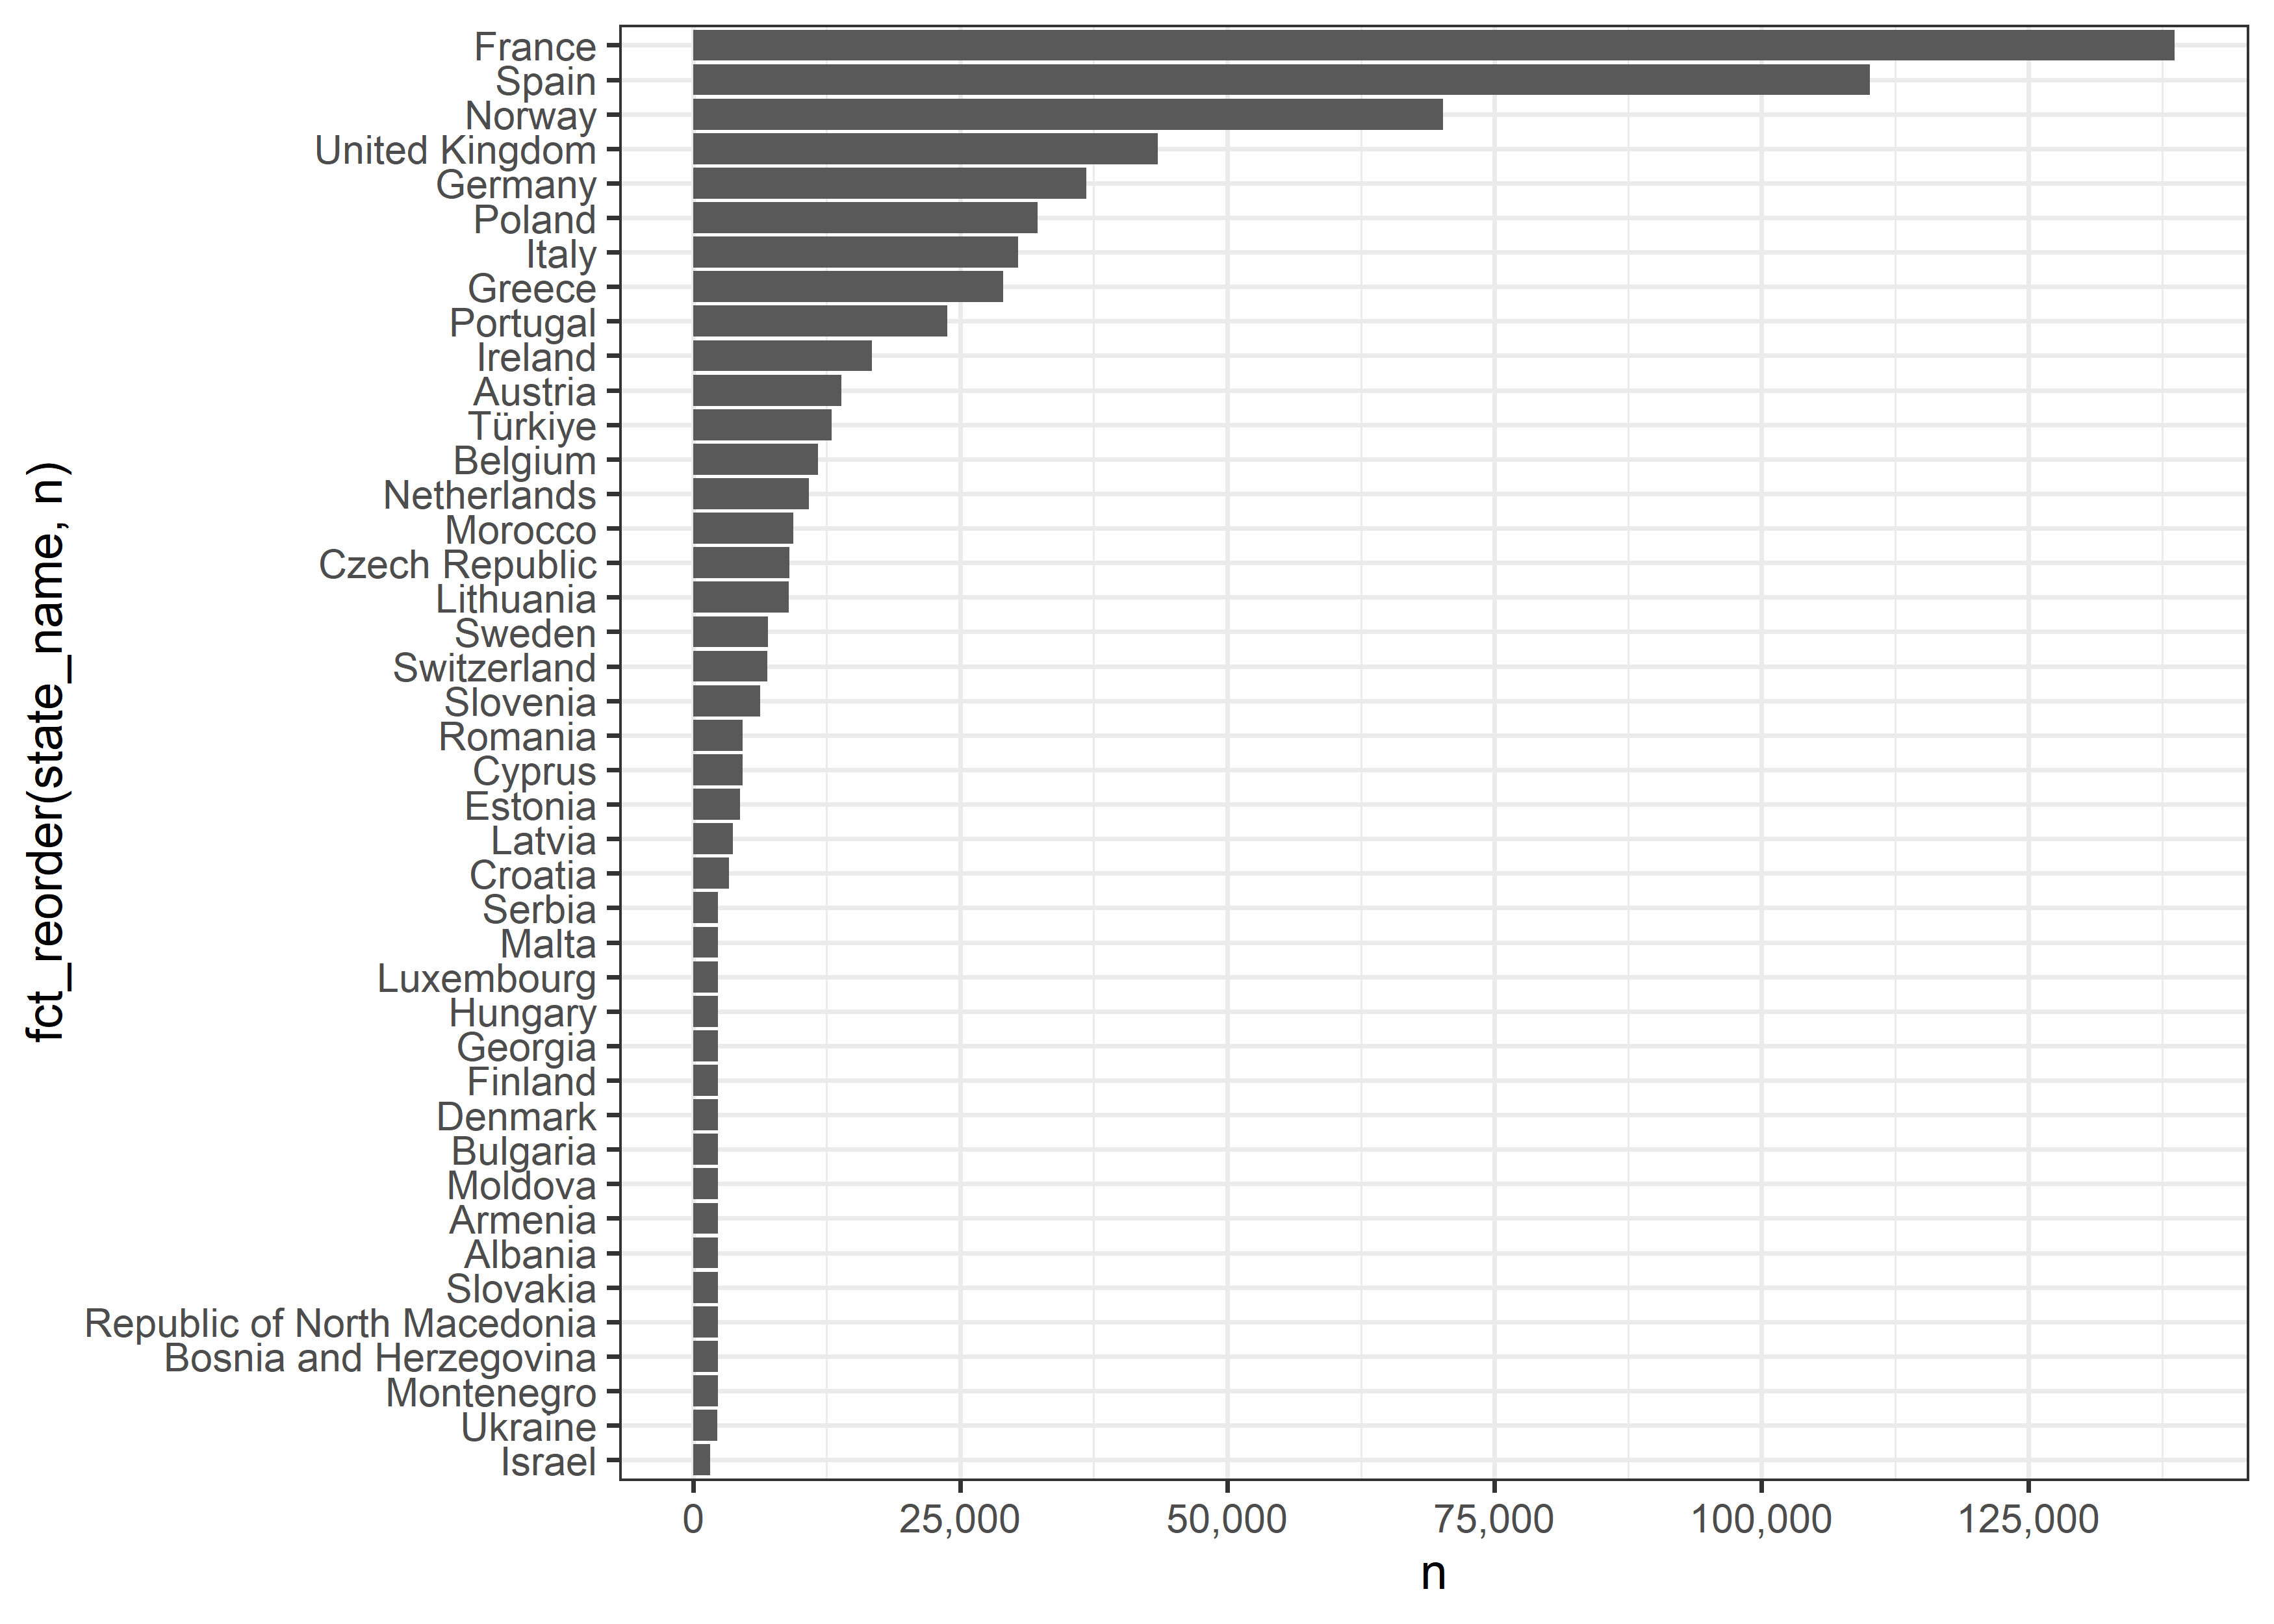 France
Spain
Norway
United Kingdom
Germany
Poland
Italy
Greece
Portugal
Ireland
Austria
Türkiye
Belgium
Netherlands
Morocco
Czech Republic
Lithuania
Sweden
Switzerland
Slovenia
Romania
Cyprus
Estonia
Latvia
Croatia
Serbia
Malta
Luxembourg
Hungary
Georgia
Finland
Denmark
Bulgaria
Moldova
Armenia
Albania
Slovakia
Republic of North Macedonia
Bosnia and Herzegovina
Montenegro
Ukraine
Israel
fct_reorder(state_name, n)
0 25,000 50,000 75,000 100,000 125,000
n